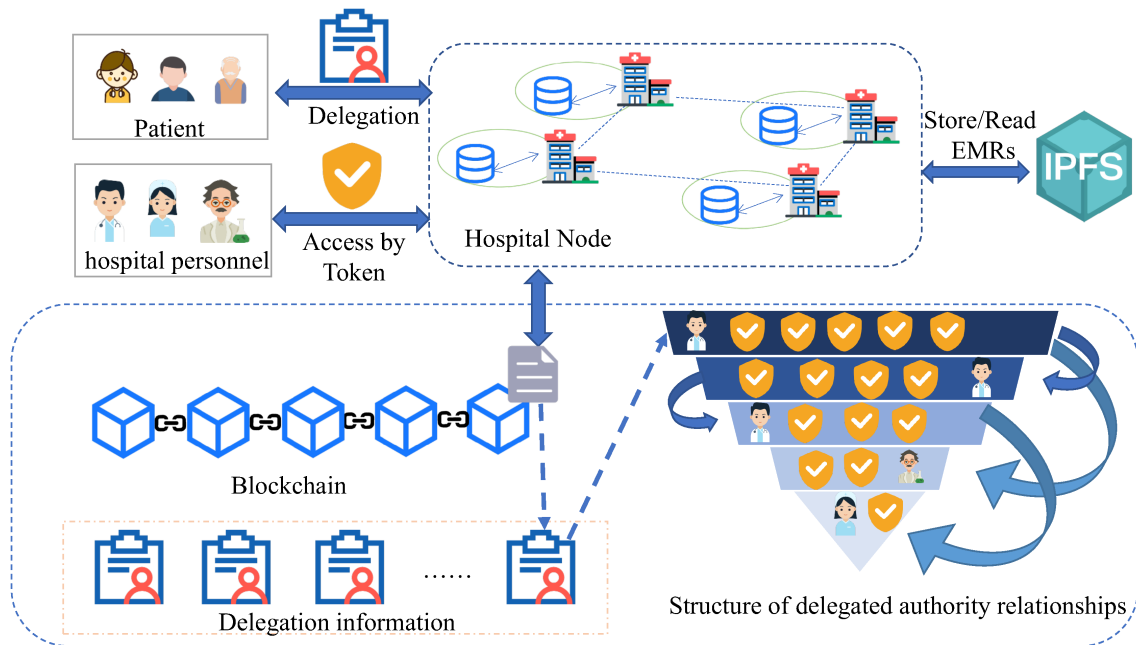 Patient
Delegation
hospital personnel
Access by
Token
Hospital Node
Store/Read
EMRs
IPFS
Blockchain
......
Delegation information
Structure of delegated authority relationships